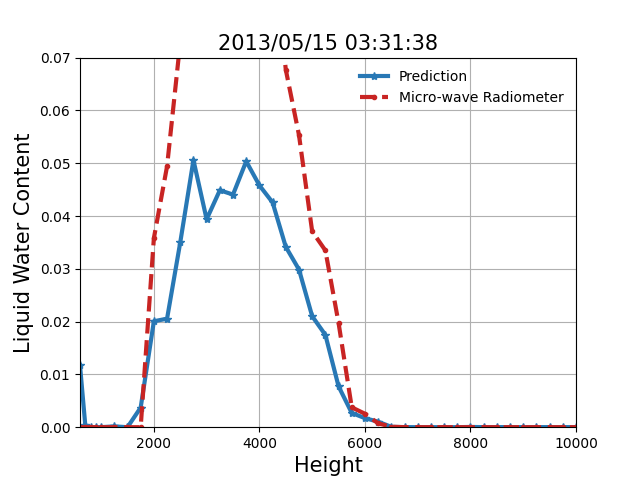 2013/05/15 03:31:38
Prediction
Micro-wave Radiometer
0.07
0.06
0.05
0.04
0.03
0.02
0.01
0.00
Liquid Water Content
2000 4000 6000 8000 10000
Height